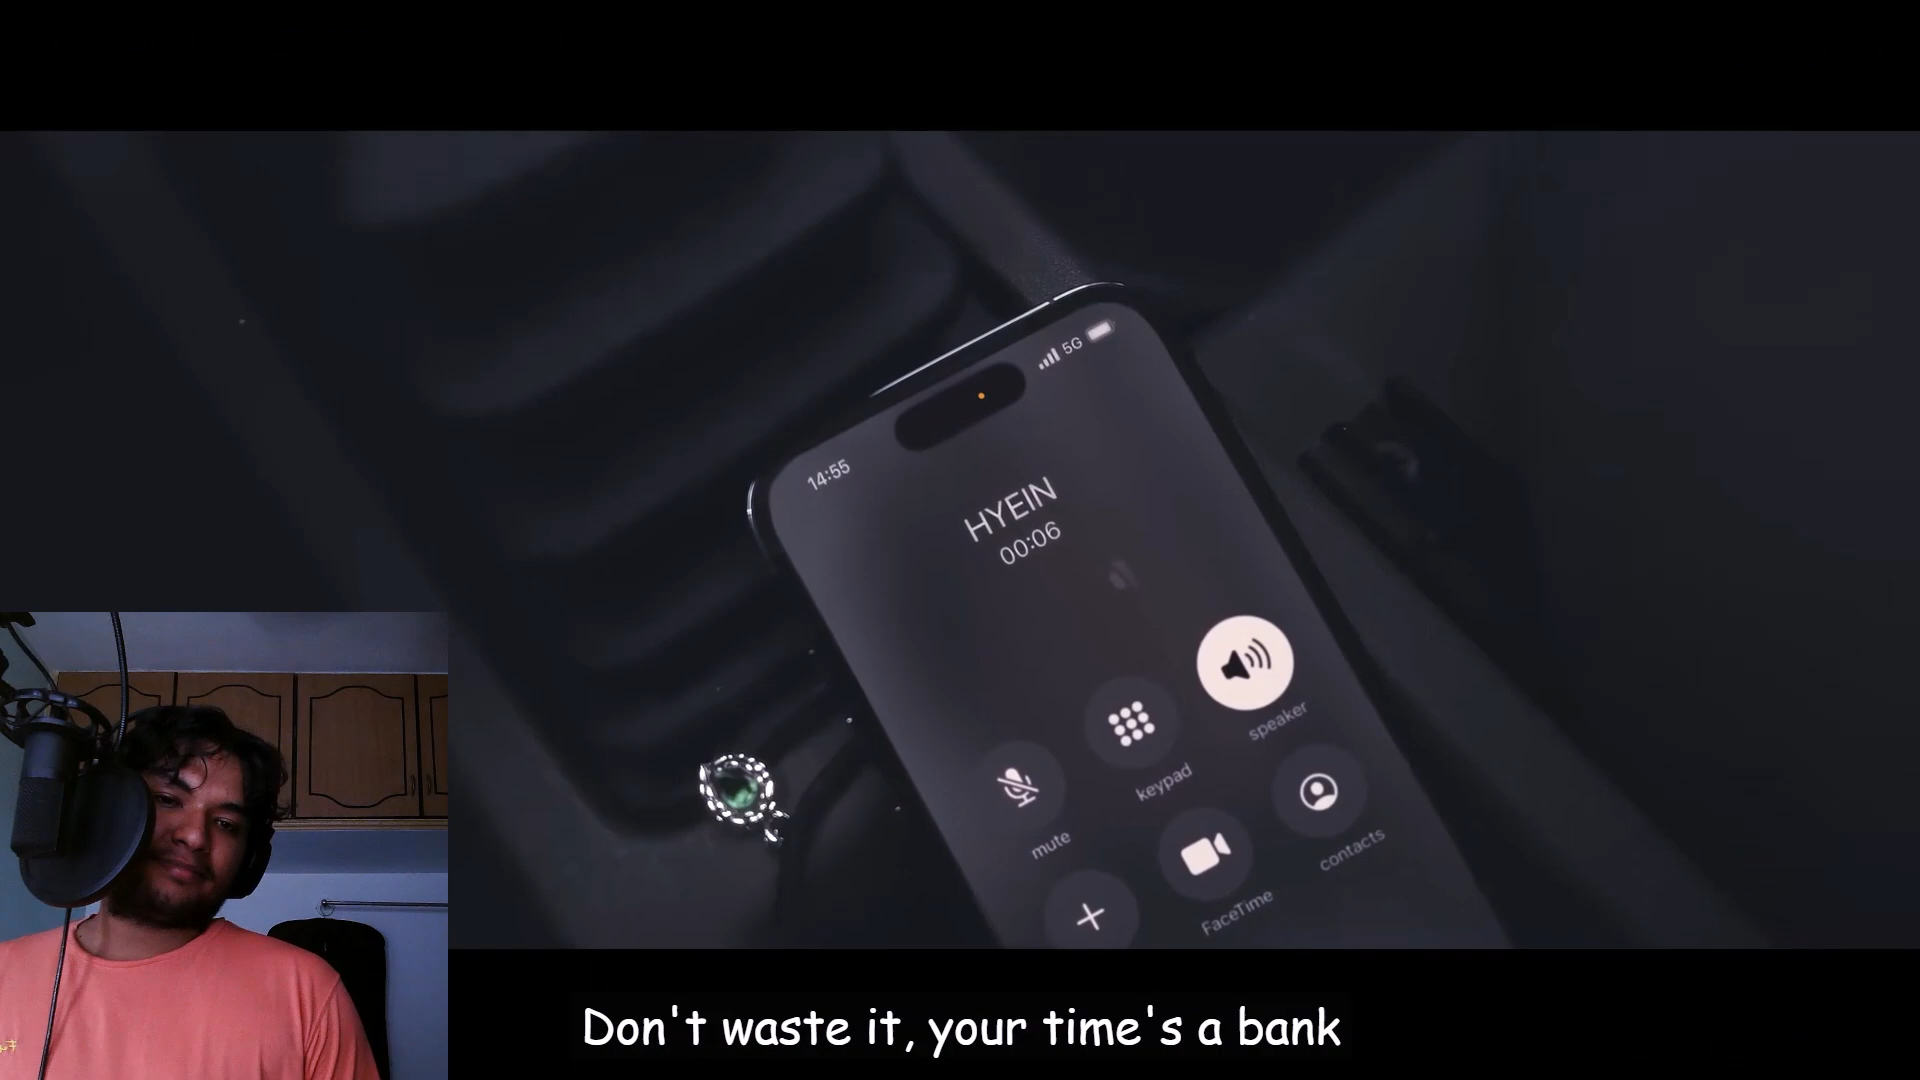 5G
14:55
HYEIN
00:06
speaker
keypad
mute
contacts
FaceTime
Don't waste it, your time's a bank